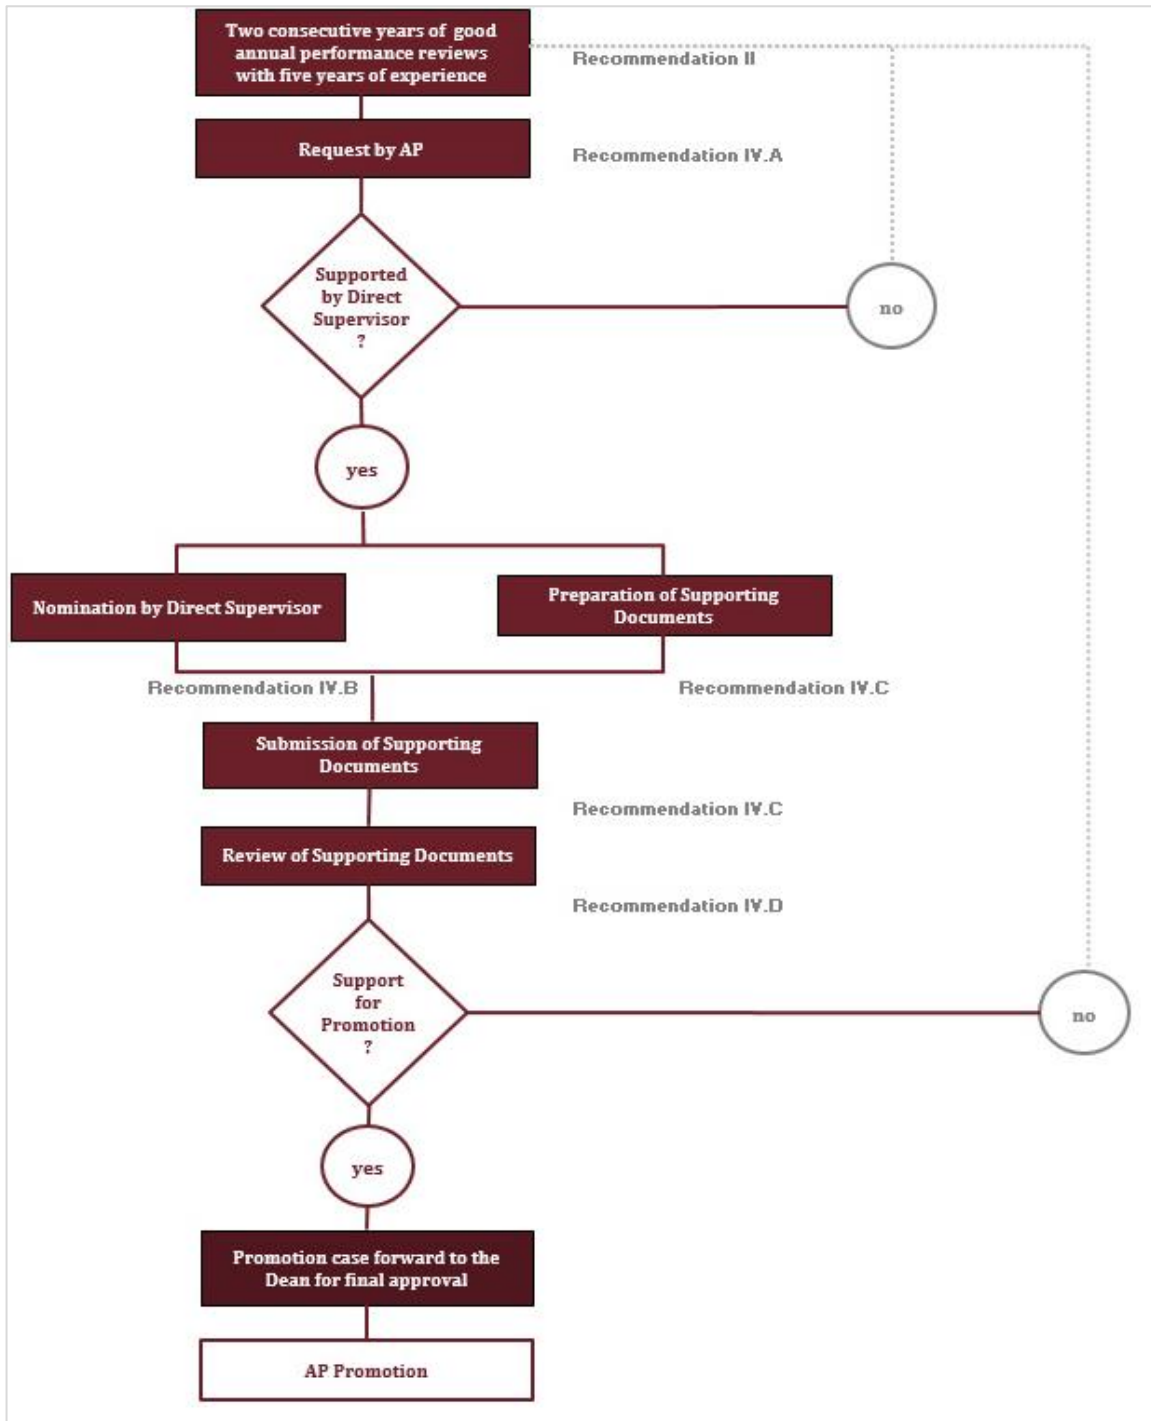 Two consecutive years of good
annual performance reviews
with five years of experience
Recommendation II
Request by AP
Recommendation IV.A
Supported
by Direct
Supervisor
?
no
yes
Nomination by Direct Supervisor
Preparation of Supporting
Documents
Recommendation IV.B
Recommendation IV.C
Submission of Supporting
Documents
Recommendation IV.C
Review of Supporting Documents
Recommendation IV.D
Support
for
Promotion
?
no
yes
Promotion case forward to the
Dean for final approval
AP Promotion